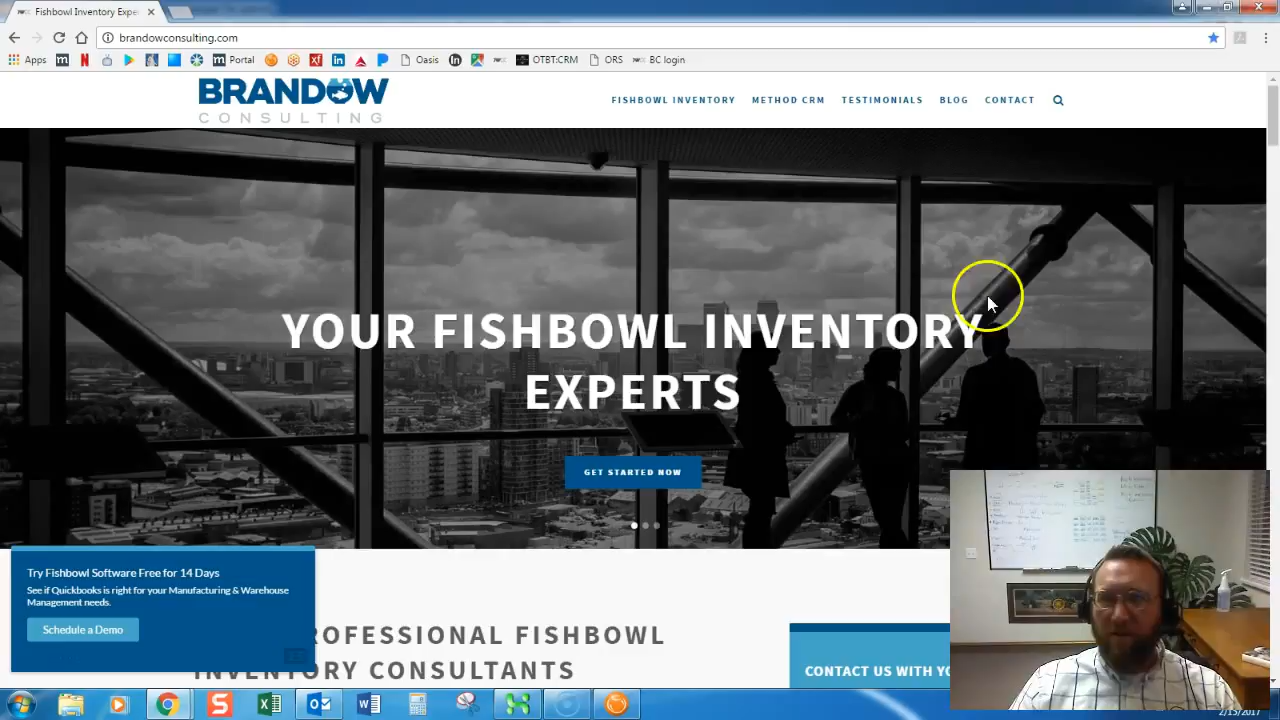 Fishbowl Inventory Expe
brandowconsulting.com
Apps
Portal
Oasis
OTBT:CRM
ORS
BC login
BRANDOW
CONSULTING
FISHBOWL INVENTORY
METHOD CRM
TESTIMONIALS
BLOG
CONTACT
YOUR FISHBOWL INVENTORY
EXPERTS
GET STARTED NOW
Try Fishbowl Software Free for 14 Days
See if Quickbooks is right for your Manufacturing & Warehouse
Management needs.
Schedule a Demo
ROFESSIONAL FISHBOWL
INVENTORY CONSULTANTS
CONTACT US WITH YO
2/13/2017